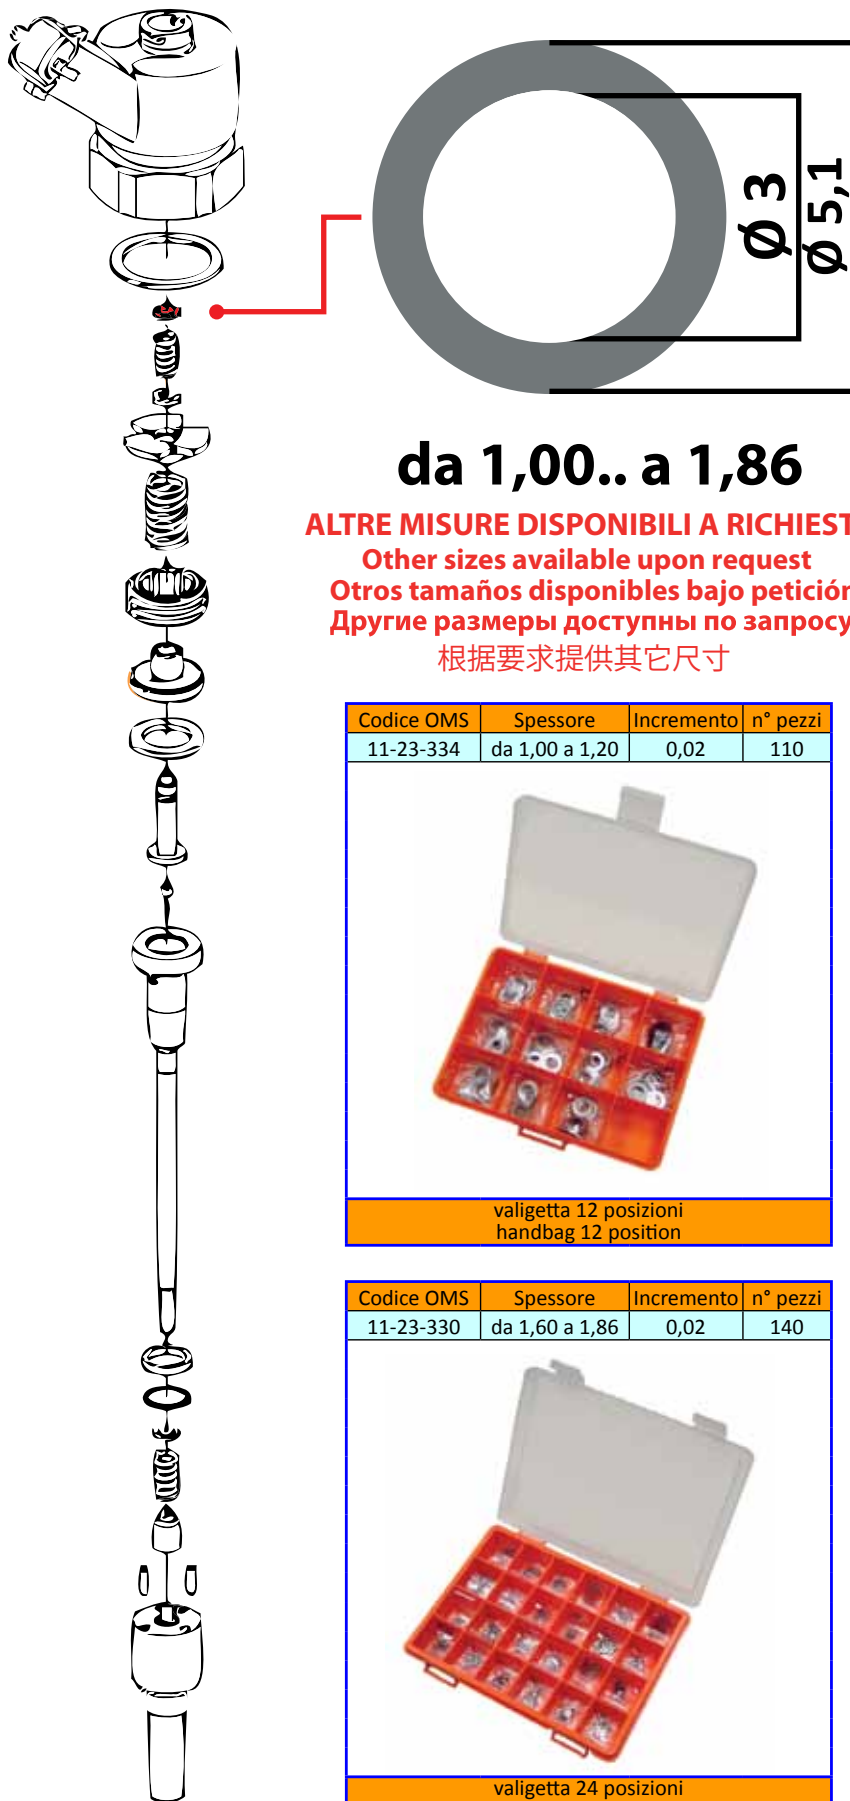 Ø 3
Ø 5,1
da 1,00.. a 1,86
ALTRE MISURE DISPONIBILI A RICHIEST
Other sizes available upon request
Otros tamaños disponibles bajo petición
Другие размеры доступны по запросу
根据要求提供其它尺寸
Codice OMS Spessore Incremento n° pezzi
11-23-334 da 1,00 a 1,20 0,02 110
valigetta 12 posizioni
handbag 12 position
Codice OMS Spessore Incremento n° pezzi
11-23-330 da 1,60 a 1,86 0,02 140
valigetta 24 posizioni